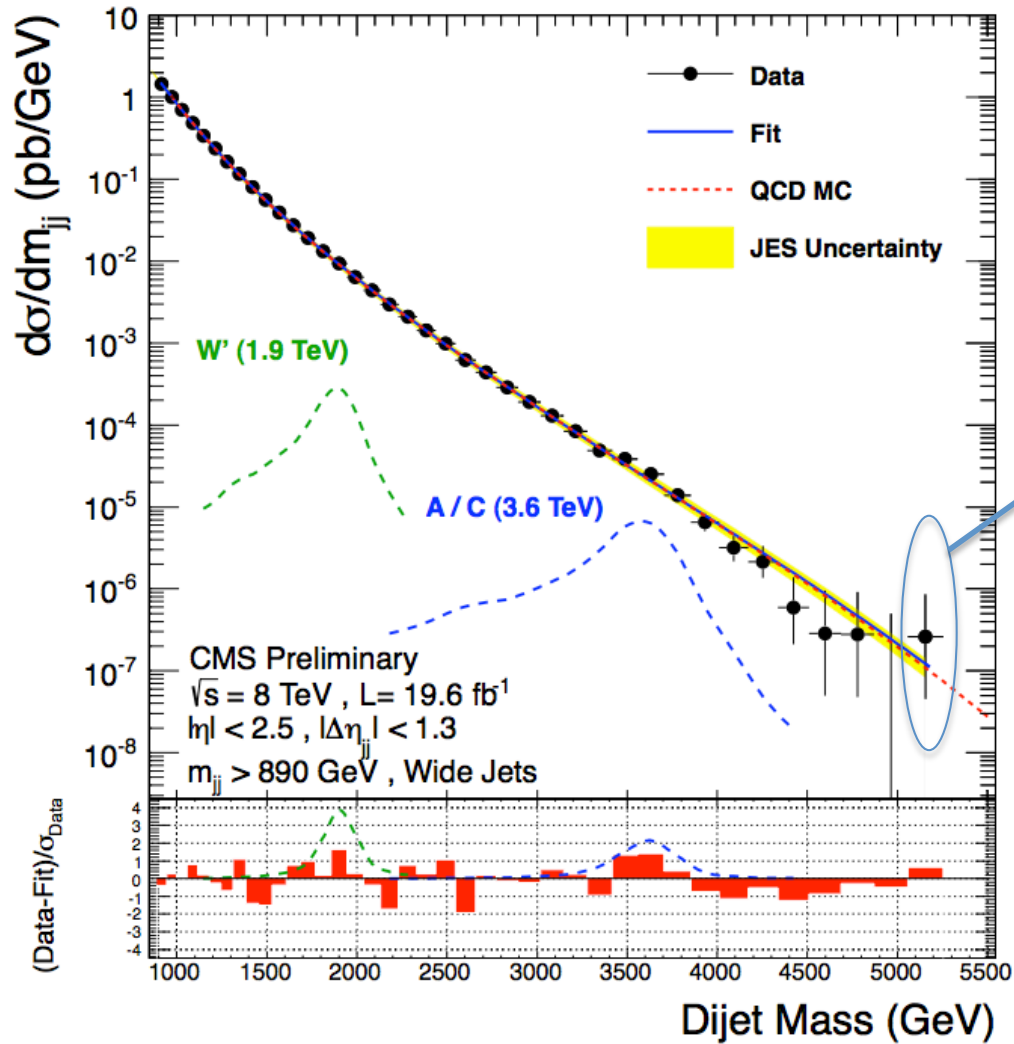 dσ/dm_jj (pb/GeV)
10
1
10^-1
10^-2
10^-3
10^-4
10^-5
10^-6
10^-7
10^-8
Data
Fit
QCD MC
JES Uncertainty
W' (1.9 TeV)
A / C (3.6 TeV)
CMS Preliminary
√s = 8 TeV , L= 19.6 fb^-1
|η| < 2.5 , |Δη_jj| < 1.3
m_jj > 890 GeV , Wide Jets
(Data-Fit)/σ_Data
4
3
2
1
0
-1
-2
-3
-4
1000 1500 2000 2500 3000 3500 4000 4500 5000 5500
Dijet Mass (GeV)